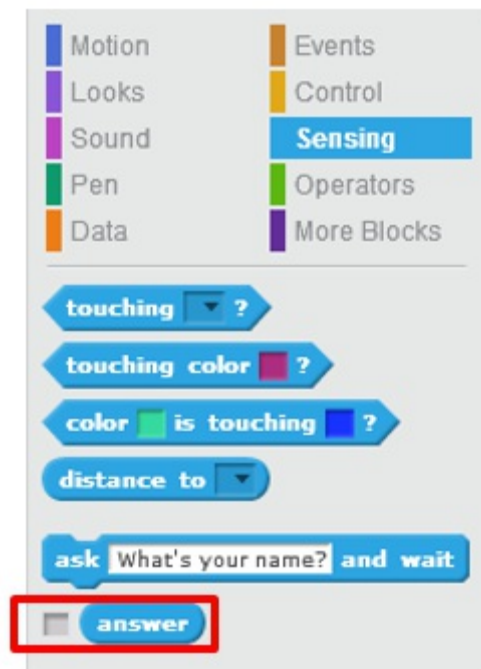 Motion Events
Looks Control
Sound Sensing
Pen Operators
Data More Blocks
touching ?
touching color ?
color is touching ?
distance to
ask What's your name? and wait
answer